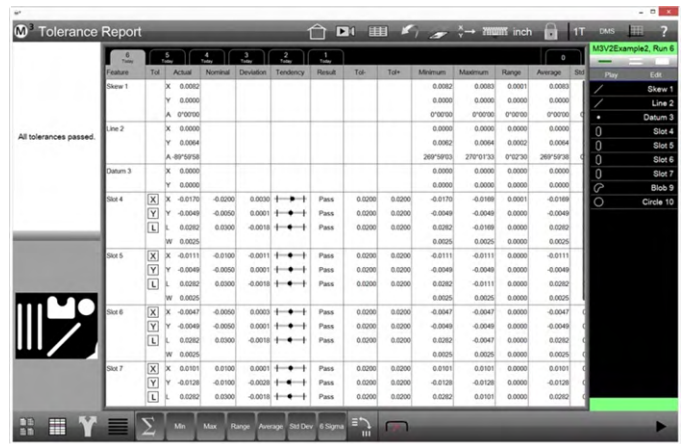 M³ Tolerance Report
inch 1T DMS ?
M3V2Example2, Run 6
6 Today 5 Today 4 Today 3 Today 2 Today 1 Today 0
Play Edit
Feature Tol Actual Nominal Deviation Tendency Result Tol- Tol+ Minimum Maximum Range Average Std
All tolerances passed.
Skew 1 X 0.0082 0.0082 0.0083 0.0001 0.0083
Y 0.0000 0.0000 0.0000 0.0000 0.0000
A 0°00'00 0°00'00 0°00'00 0°00'00 0°00'00
Line 2 X 0.0000 0.0000 0.0000 0.0000 0.0000
Y 0.0064 0.0062 0.0064 0.0002 0.0064
A -89°59'58 269°59'03 270°01'33 0°02'30 269°59'38
Datum 3 X 0.0000 0.0000 0.0000 0.0000 0.0000
Y 0.0000 0.0000 0.0000 0.0000 0.0000
Slot 4 X X -0.0170 -0.0200 0.0030 Pass 0.0200 0.0200 -0.0170 -0.0169 0.0001 -0.0169
Y Y -0.0049 -0.0050 0.0001 Pass 0.0200 0.0200 -0.0049 -0.0049 0.0000 -0.0049
L L 0.0282 0.0300 -0.0018 Pass 0.0200 0.0200 0.0282 -0.0169 0.0000 0.0282
W 0.0025 0.0025 0.0025 0.0000 0.0025
Slot 5 X X -0.0111 -0.0100 -0.0011 Pass 0.0200 0.0200 -0.0111 -0.0111 0.0000 -0.0111
Y Y -0.0049 -0.0050 0.0001 Pass 0.0200 0.0200 -0.0049 -0.0049 0.0000 -0.0049
L L 0.0282 0.0300 -0.0018 Pass 0.0200 0.0200 0.0282 -0.0111 0.0000 0.0282
W 0.0025 0.0025 0.0025 0.0000 0.0025
Slot 6 X X -0.0047 -0.0050 0.0003 Pass 0.0200 0.0200 -0.0047 -0.0047 0.0000 -0.0047
Y Y -0.0049 -0.0050 0.0001 Pass 0.0200 0.0200 -0.0049 -0.0049 0.0000 -0.0049
L L 0.0282 0.0300 -0.0018 Pass 0.0200 0.0200 0.0282 -0.0047 0.0000 0.0282
W 0.0025 0.0025 0.0025 0.0000 0.0025
Slot 7 X X 0.0101 0.0100 0.0001 Pass 0.0200 0.0200 0.0101 0.0101 0.0000 0.0101
Y Y -0.0128 -0.0100 -0.0028 Pass 0.0200 0.0200 -0.0128 -0.0128 0.0000 -0.0128
L L 0.0282 0.0300 -0.0018 Pass 0.0200 0.0200 0.0282 0.0101 0.0000 0.0282
Skew 1
Line 2
Datum 3
Slot 4
Slot 5
Slot 6
Slot 7
Blob 9
Circle 10
Σ Min Max Range Average Std Dev 6 Sigma